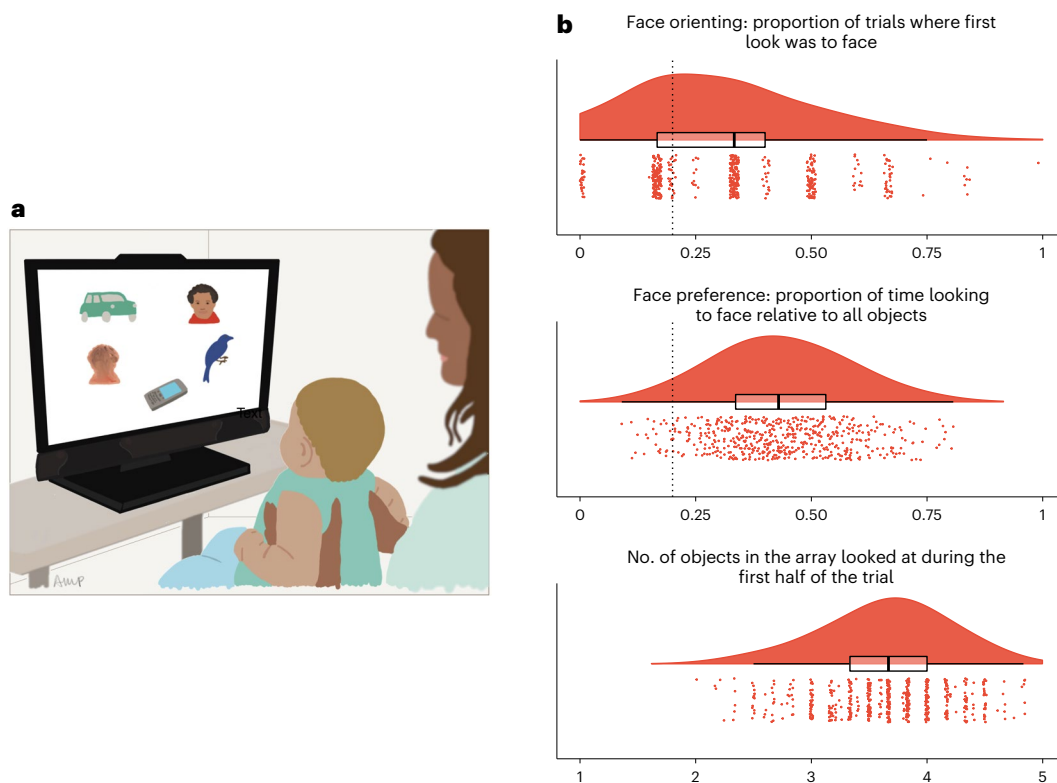 a
Text
Amp
b
Face orienting: proportion of trials where first
look was to face
0
0.25
0.50
0.75
1
Face preference: proportion of time looking
to face relative to all objects
0
0.25
0.50
0.75
1
No. of objects in the array looked at during the
first half of the trial
1
2
3
4
5